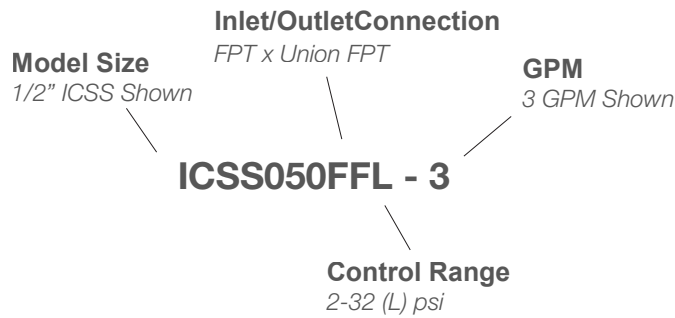 Inlet/OutletConnection
FPT x Union FPT
Model Size
1/2” ICSS Shown
GPM
3 GPM Shown
ICSS050FFL - 3
Control Range
2-32 (L) psi